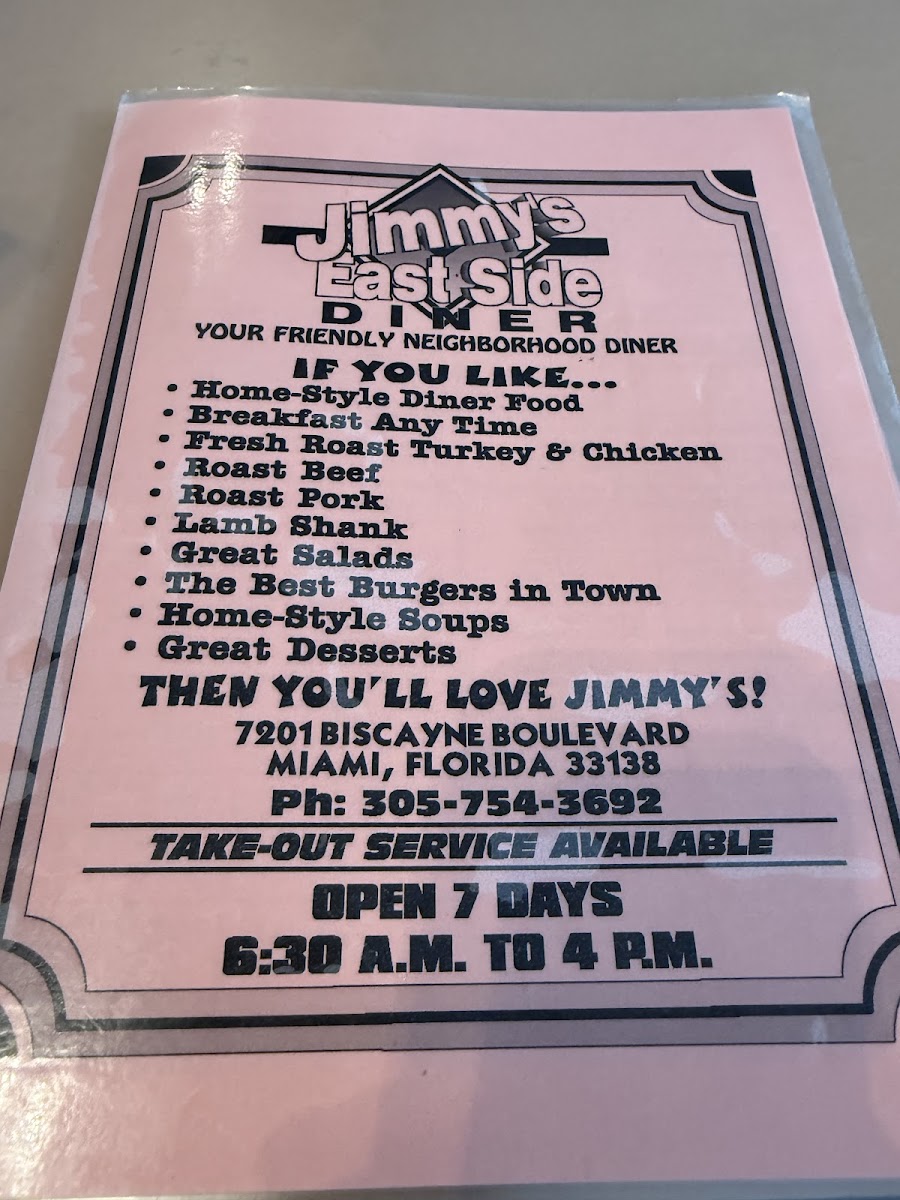 Jimmy's
East Side
DINER
YOUR FRIENDLY NEIGHBORHOOD DINER
IF YOU LIKE...
• Home-Style Diner Food
• Breakfast Any Time
• Fresh Roast Turkey & Chicken
• Roast Beef
• Roast Pork
• Lamb Shank
• Great Salads
• The Best Burgers in Town
• Home-Style Soups
• Great Desserts
THEN YOU'LL LOVE JIMMY'S!
7201 BISCAYNE BOULEVARD
MIAMI, FLORIDA 33138
Ph: 305-754-3692
TAKE-OUT SERVICE AVAILABLE
OPEN 7 DAYS
6:30 A.M. TO 4 P.M.